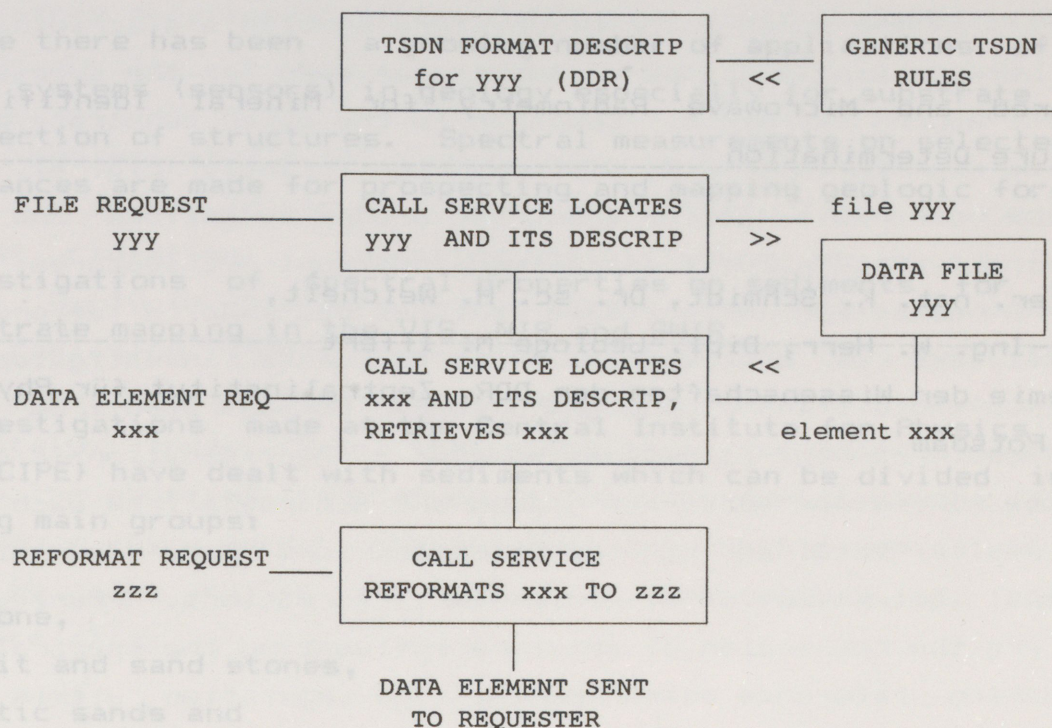 TSDN FORMAT DESCRIP
for yyy (DDR)
<<
GENERIC TSDN
RULES
FILE REQUEST
yyy
CALL SERVICE LOCATES
yyy AND ITS DESCRIP
>>
file yyy
DATA FILE
yyy
DATA ELEMENT REQ
xxx
CALL SERVICE LOCATES
xxx AND ITS DESCRIP,
RETRIEVES xxx
<<
element xxx
REFORMAT REQUEST
zzz
CALL SERVICE
REFORMATS xxx TO zzz
DATA ELEMENT SENT
TO REQUESTER